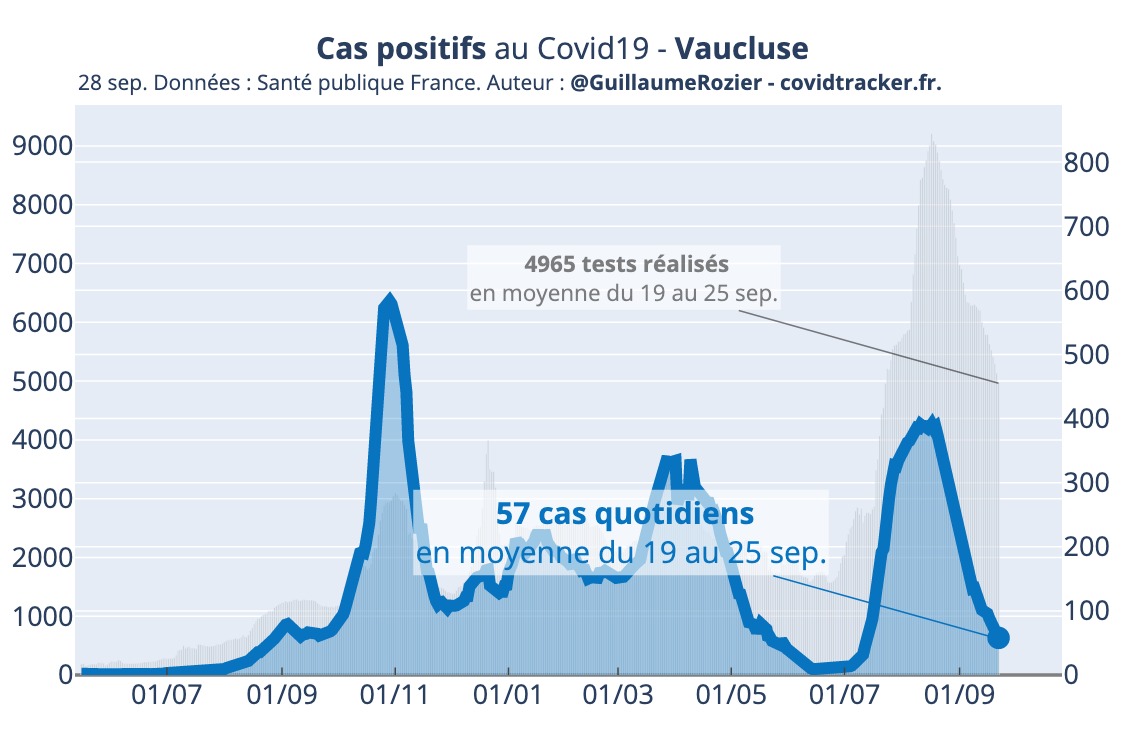 Cas positifs au Covid19 - Vaucluse
28 sep. Données : Santé publique France. Auteur : @GuillaumeRozier - covidtracker.fr.
9000
8000
7000
6000
5000
4000
3000
2000
1000
0
800
700
600
500
400
300
200
100
0
4965 tests réalisés
en moyenne du 19 au 25 sep.
57 cas quotidiens
en moyenne du 19 au 25 sep.
01/07 01/09 01/11 01/01 01/03 01/05 01/07 01/09